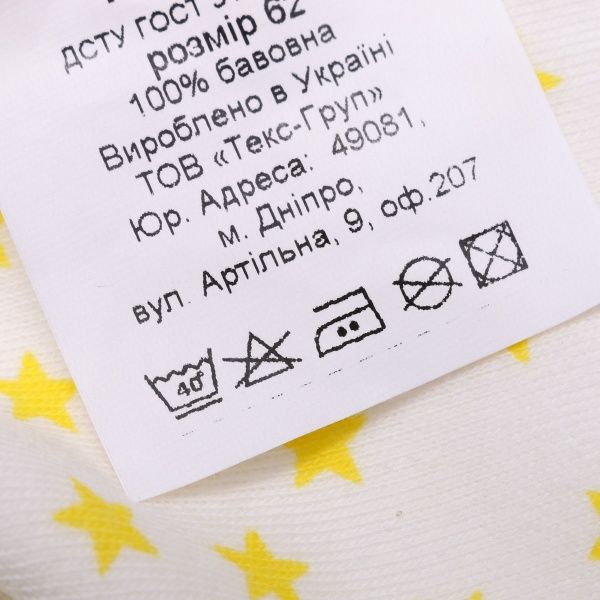 ДСТУ ГОСТ
розмір 62
100% бавовна
Вироблено в Україні
ТОВ «Текс-Груп»
Юр. Адреса: 49081,
м. Дніпро,
вул. Артільна, 9, оф.207
40°